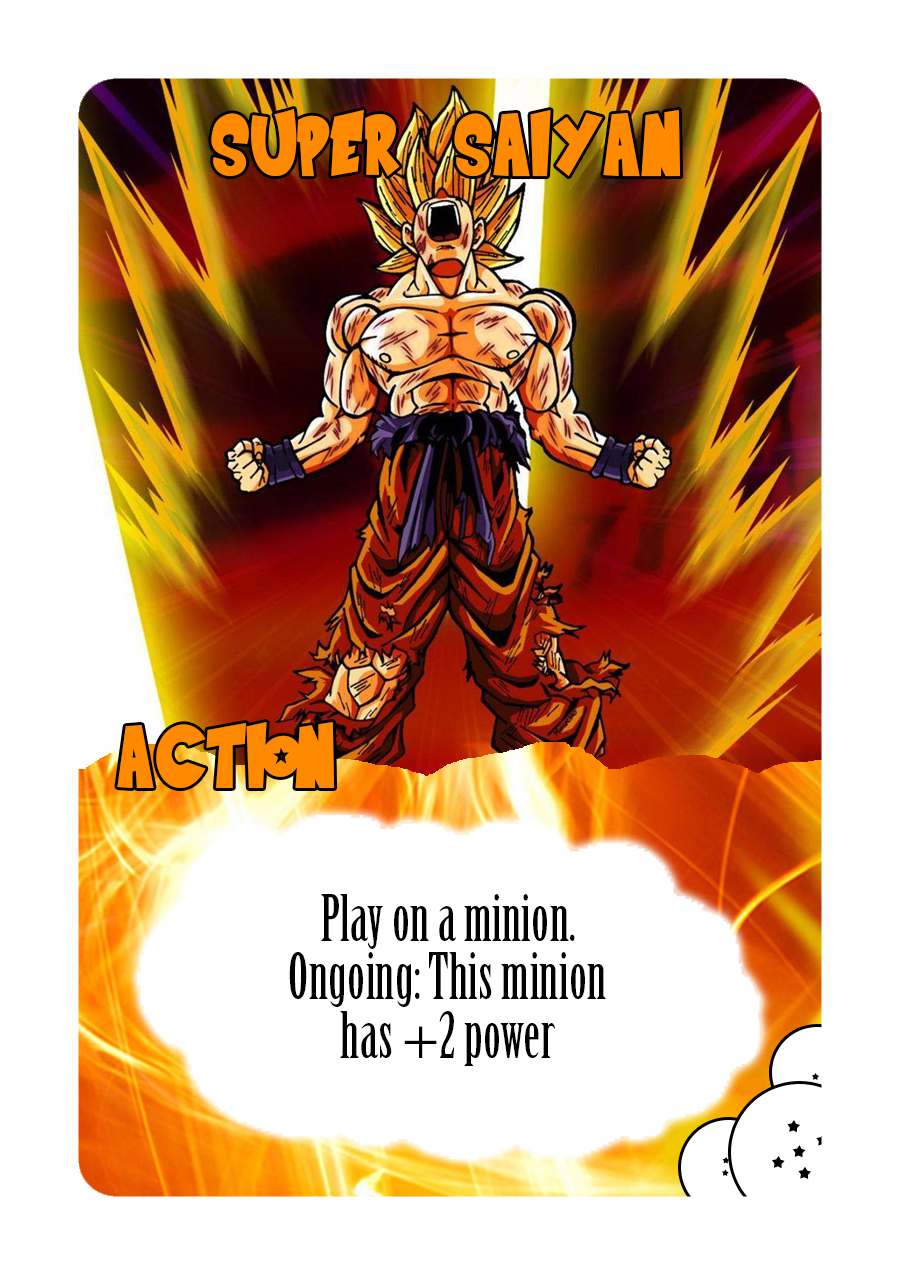 SUPER SAIYAN
ACTION
Play on a minion.
Ongoing: This minion
has +2 power